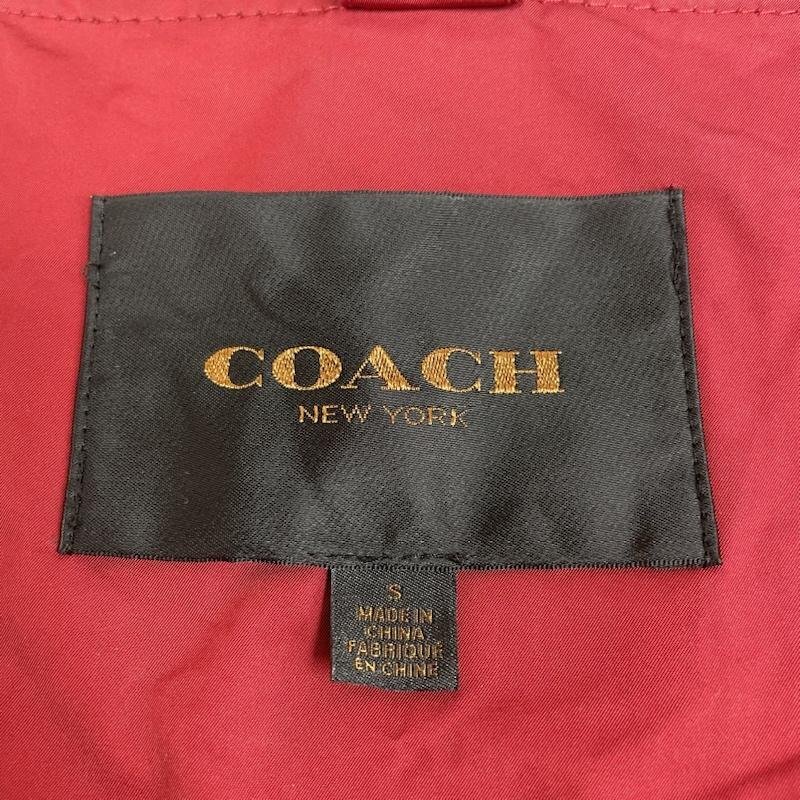 COACH
NEW YORK
S
MADE IN
CHINA
FABRIQUÉ
EN CHINE